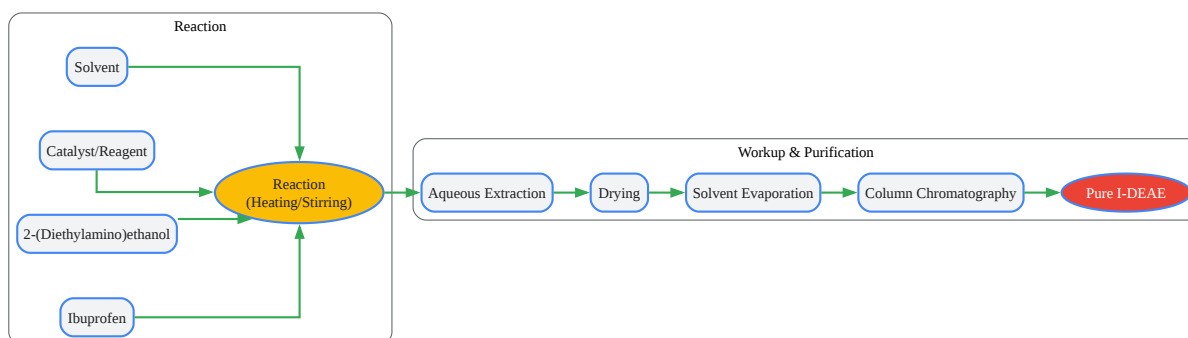 Reaction
Solvent
Catalyst/Reagent
2-(Diethylamino)ethanol
Ibuprofen
Reaction
(Heating/Stirring)
Workup & Purification
Aqueous Extraction
Drying
Solvent Evaporation
Column Chromatography
Pure I-DEAE